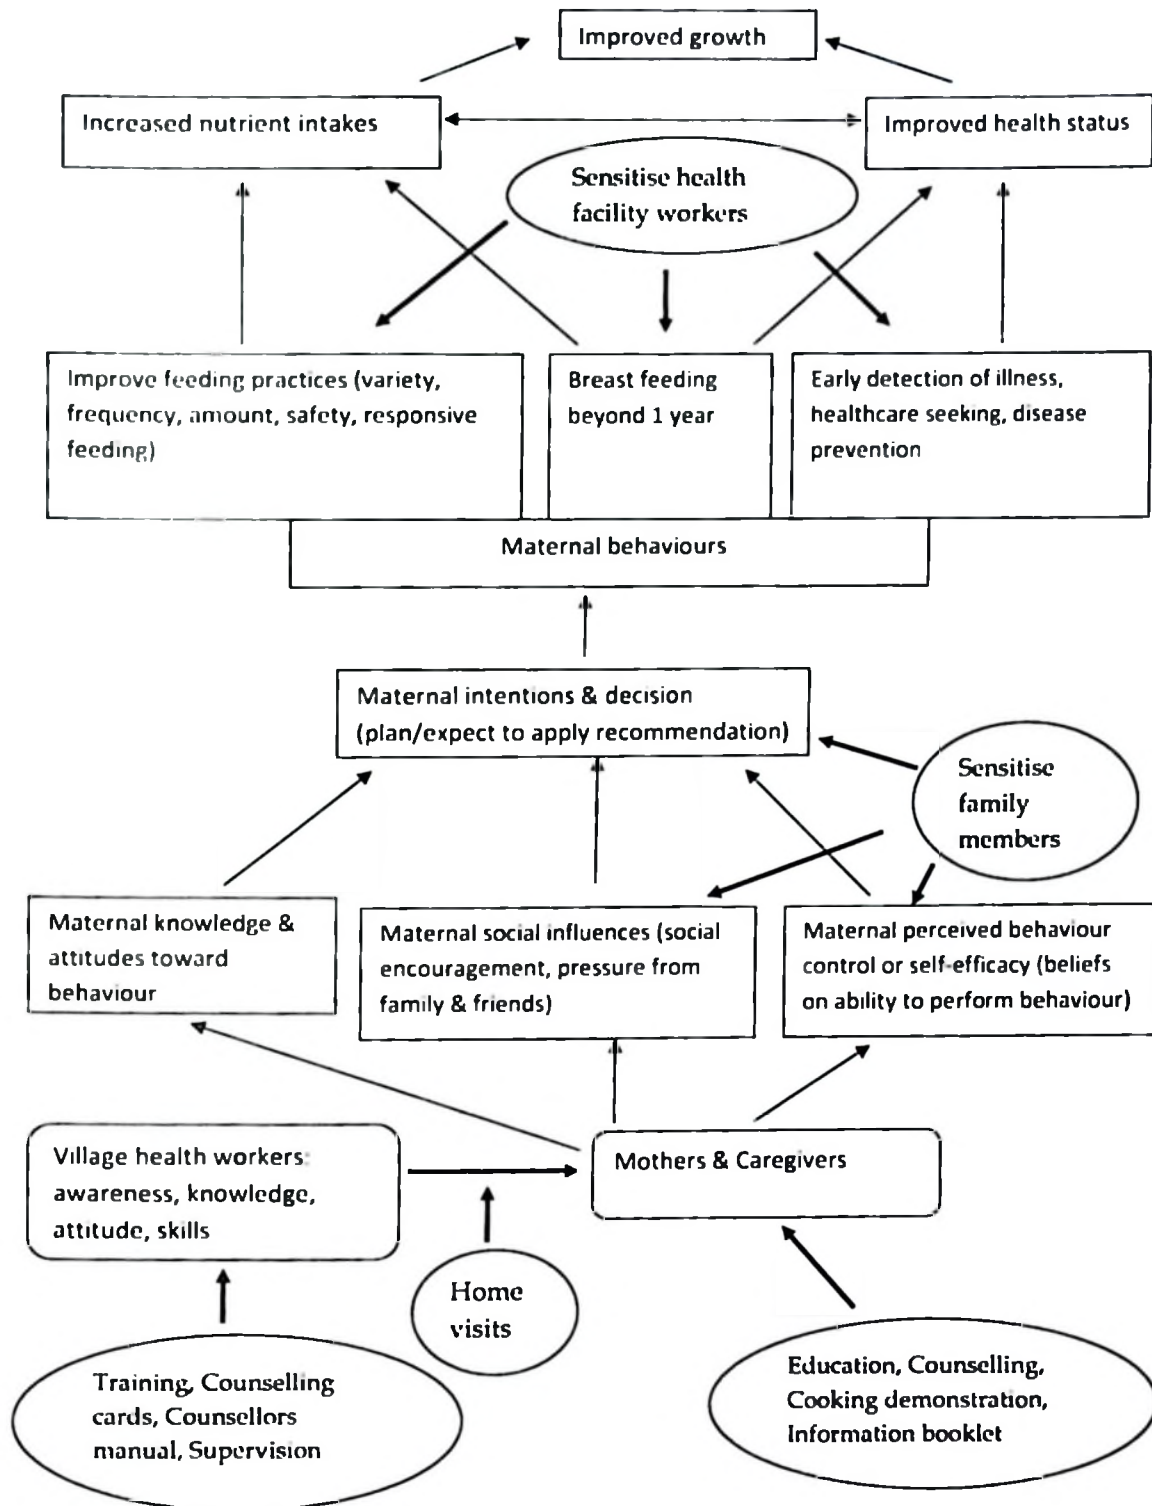 Improved growth
Increased nutrient intakes
Improved health status
Sensitise health
facility workers
Improve feeding practices (variety,
frequency, amount, safety, responsive
feeding)
Breast feeding
beyond 1 year
Early detection of illness,
healthcare seeking, disease
prevention
Maternal behaviours
Maternal intentions & decision
(plan/expect to apply recommendation)
Sensitise
family
members
Maternal knowledge &
attitudes toward
behaviour
Maternal social influences (social
encouragement, pressure from
family & friends)
Maternal perceived behaviour
control or self-efficacy (beliefs
on ability to perform behaviour)
Village health workers:
awareness, knowledge,
attitude, skills
Mothers & Caregivers
Home
visits
Training, Counselling
cards, Counsellors
manual, Supervision
Education, Counselling,
Cooking demonstration,
Information booklet